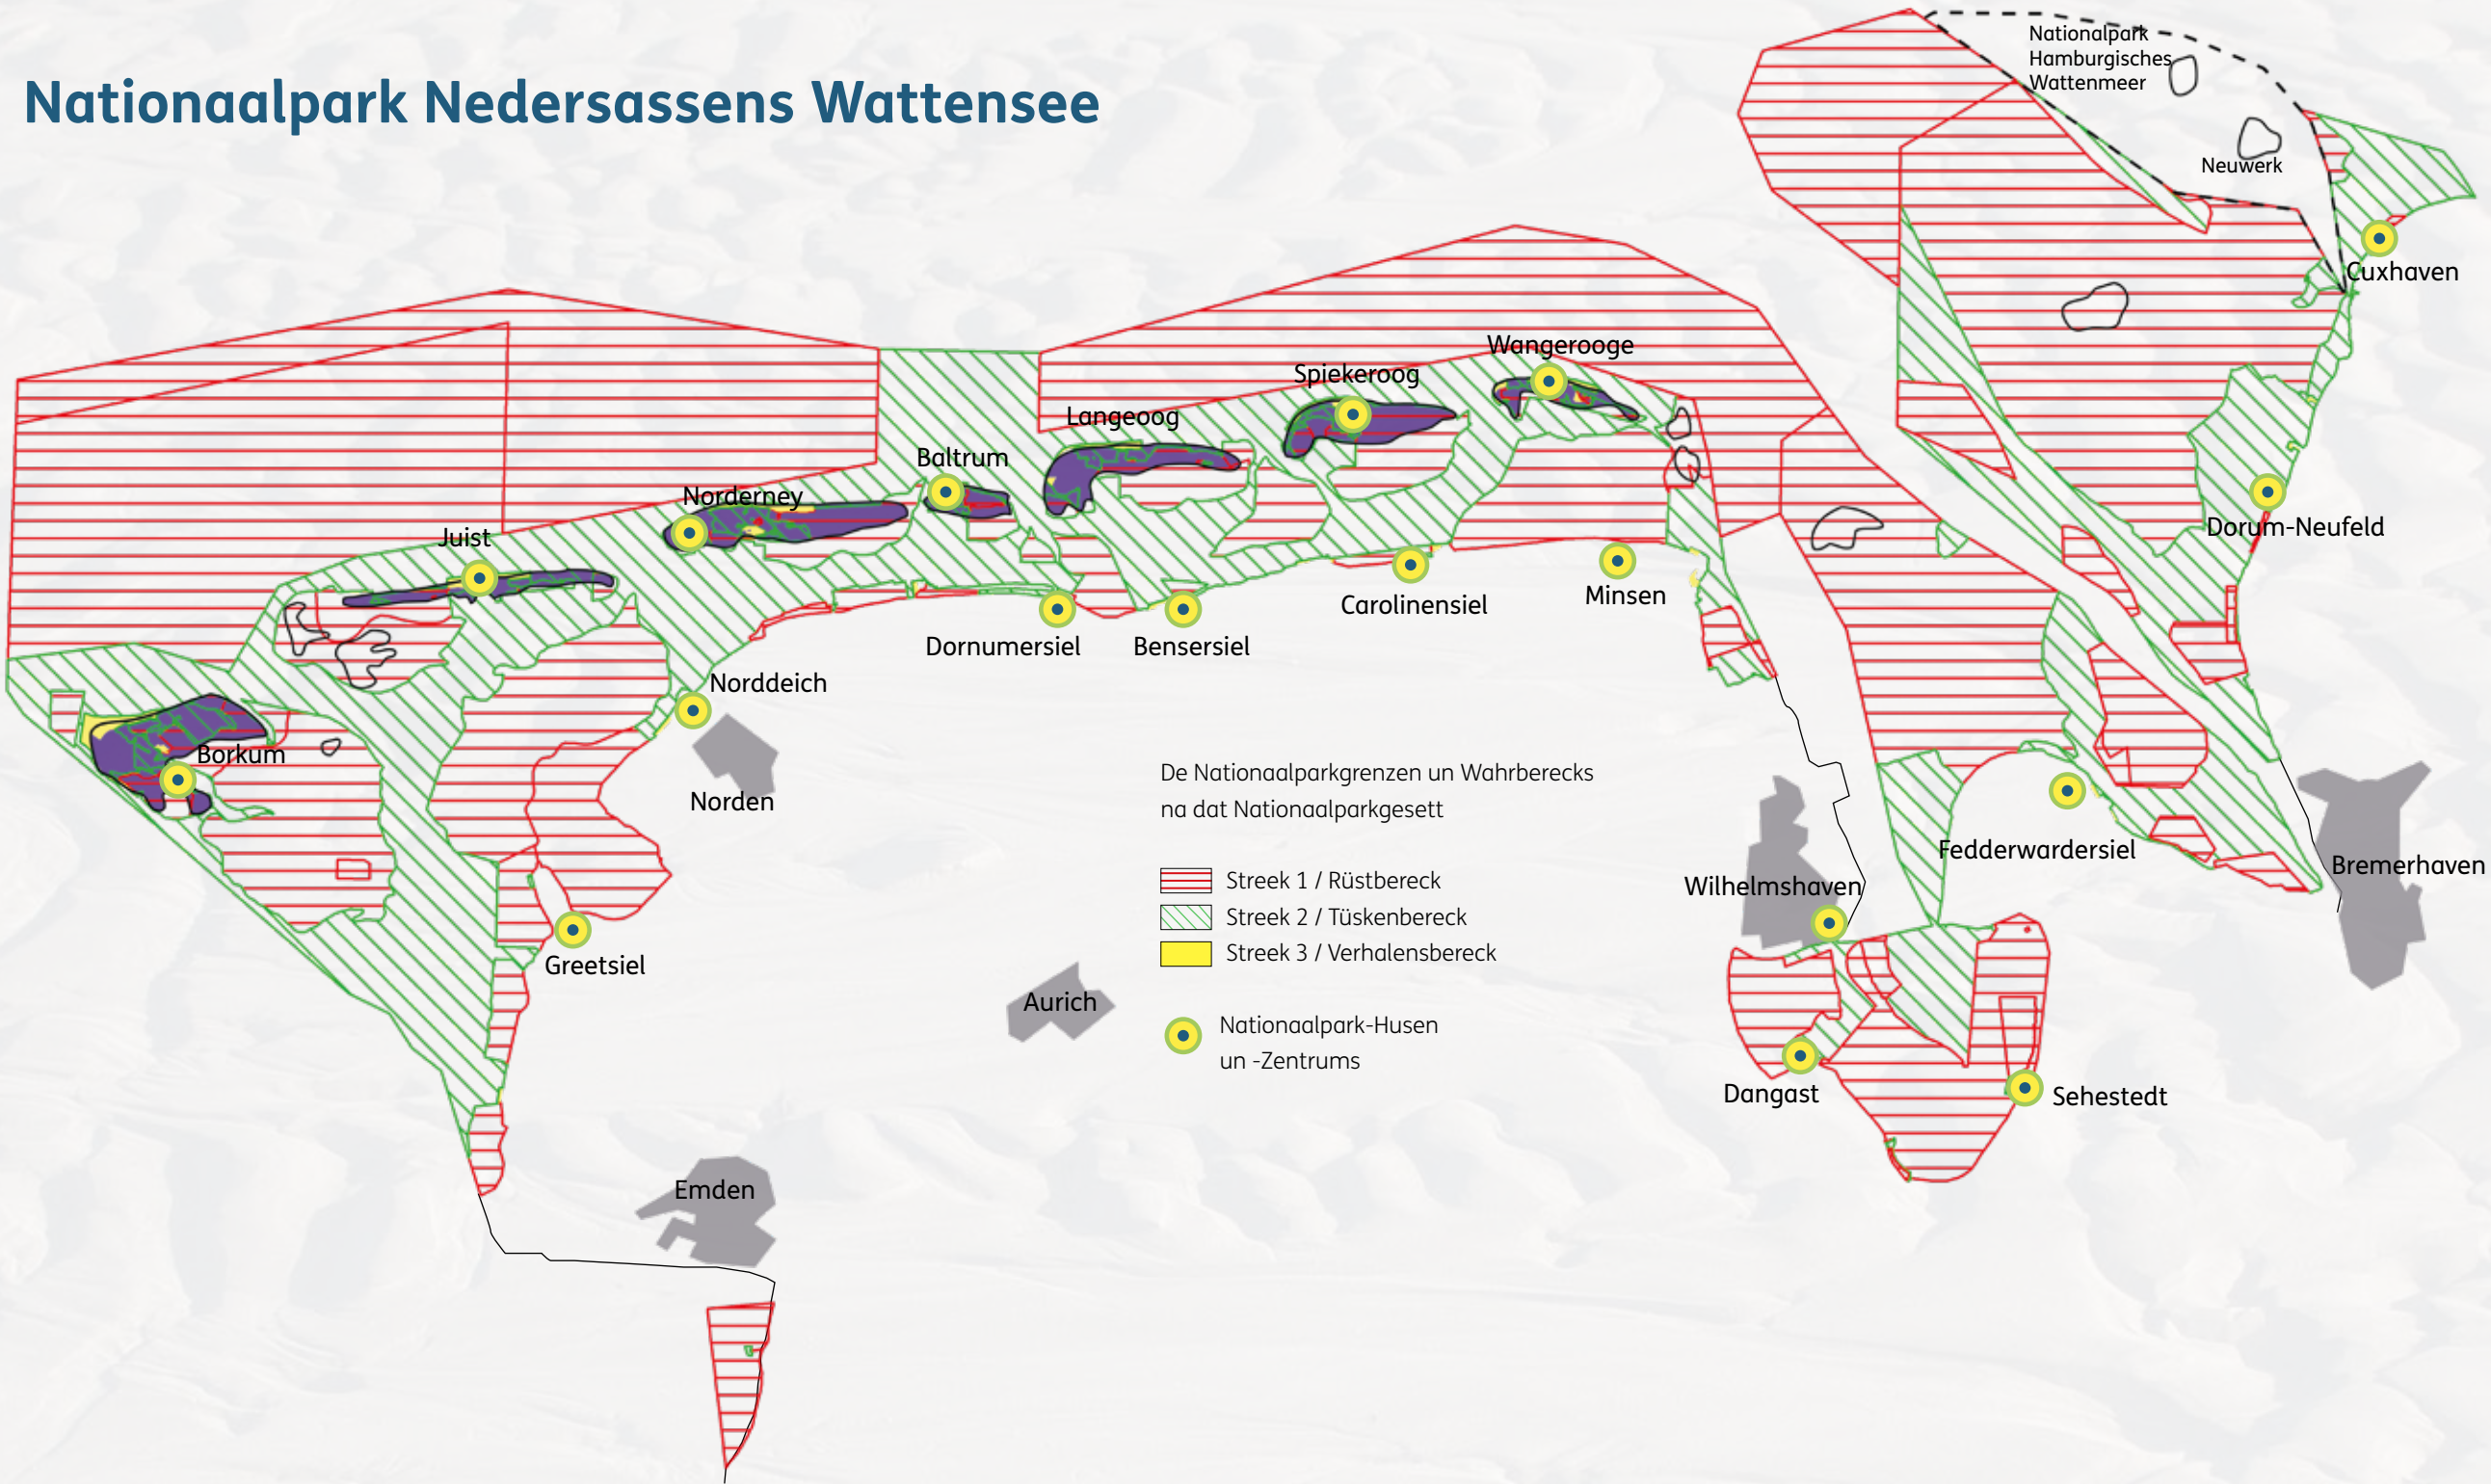 Nationaalpark Nedersassens Wattensee
Nationalpark
Hamburgisches
Wattenmeer
Neuwerk
Cuxhaven
Wangerooge
Spiekeroog
Langeoog
Baltrum
Norderney
Juist
Dorum-Neufeld
Carolinensiel
Minsen
Dornumersiel
Bensersiel
Norddeich
Borkum
Norden
De Nationaalparkgrenzen un Wahrberecks
na dat Nationaalparkgesett
Streek 1 / Rüstbereck
Streek 2 / Tüskenbereck
Streek 3 / Verhalensbereck
Nationaalpark-Husen
un -Zentrums
Fedderwardersiel
Bremerhaven
Wilhelmshaven
Greetsiel
Aurich
Dangast
Sehestedt
Emden